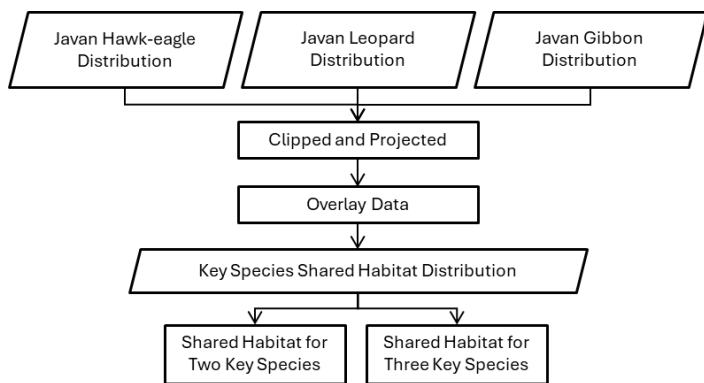 Javan Hawk-eagle
Distribution
Javan Leopard
Distribution
Javan Gibbon
Distribution
Clipped and Projected
Overlay Data
Key Species Shared Habitat Distribution
Shared Habitat for
Two Key Species
Shared Habitat for
Three Key Species